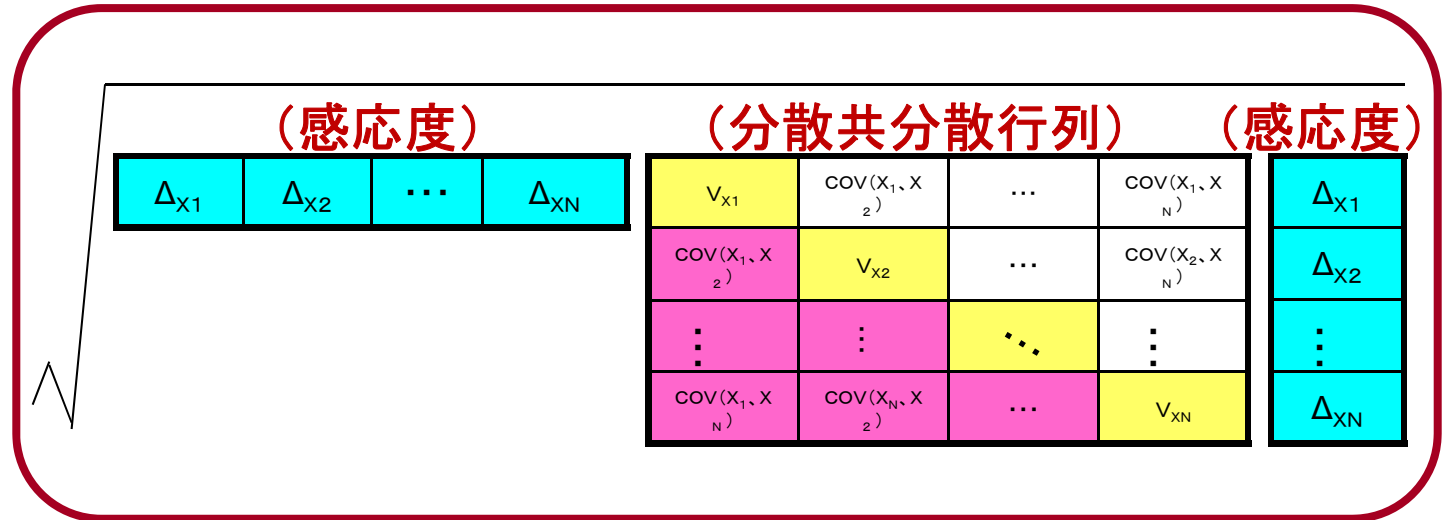 （感応度）　（分散共分散行列）　（感応度）
ΔX1 ΔX2 ･･･ ΔXN
VX1 COV(X1、X2) ･･･ COV(X1、XN) ΔX1
COV(X1、X2) VX2 ･･･ COV(X2、XN) ΔX2
⋮ ⋮ ⋱ ⋮ ⋮
COV(X1、XN) COV(XN、X2) ･･･ VXN ΔXN